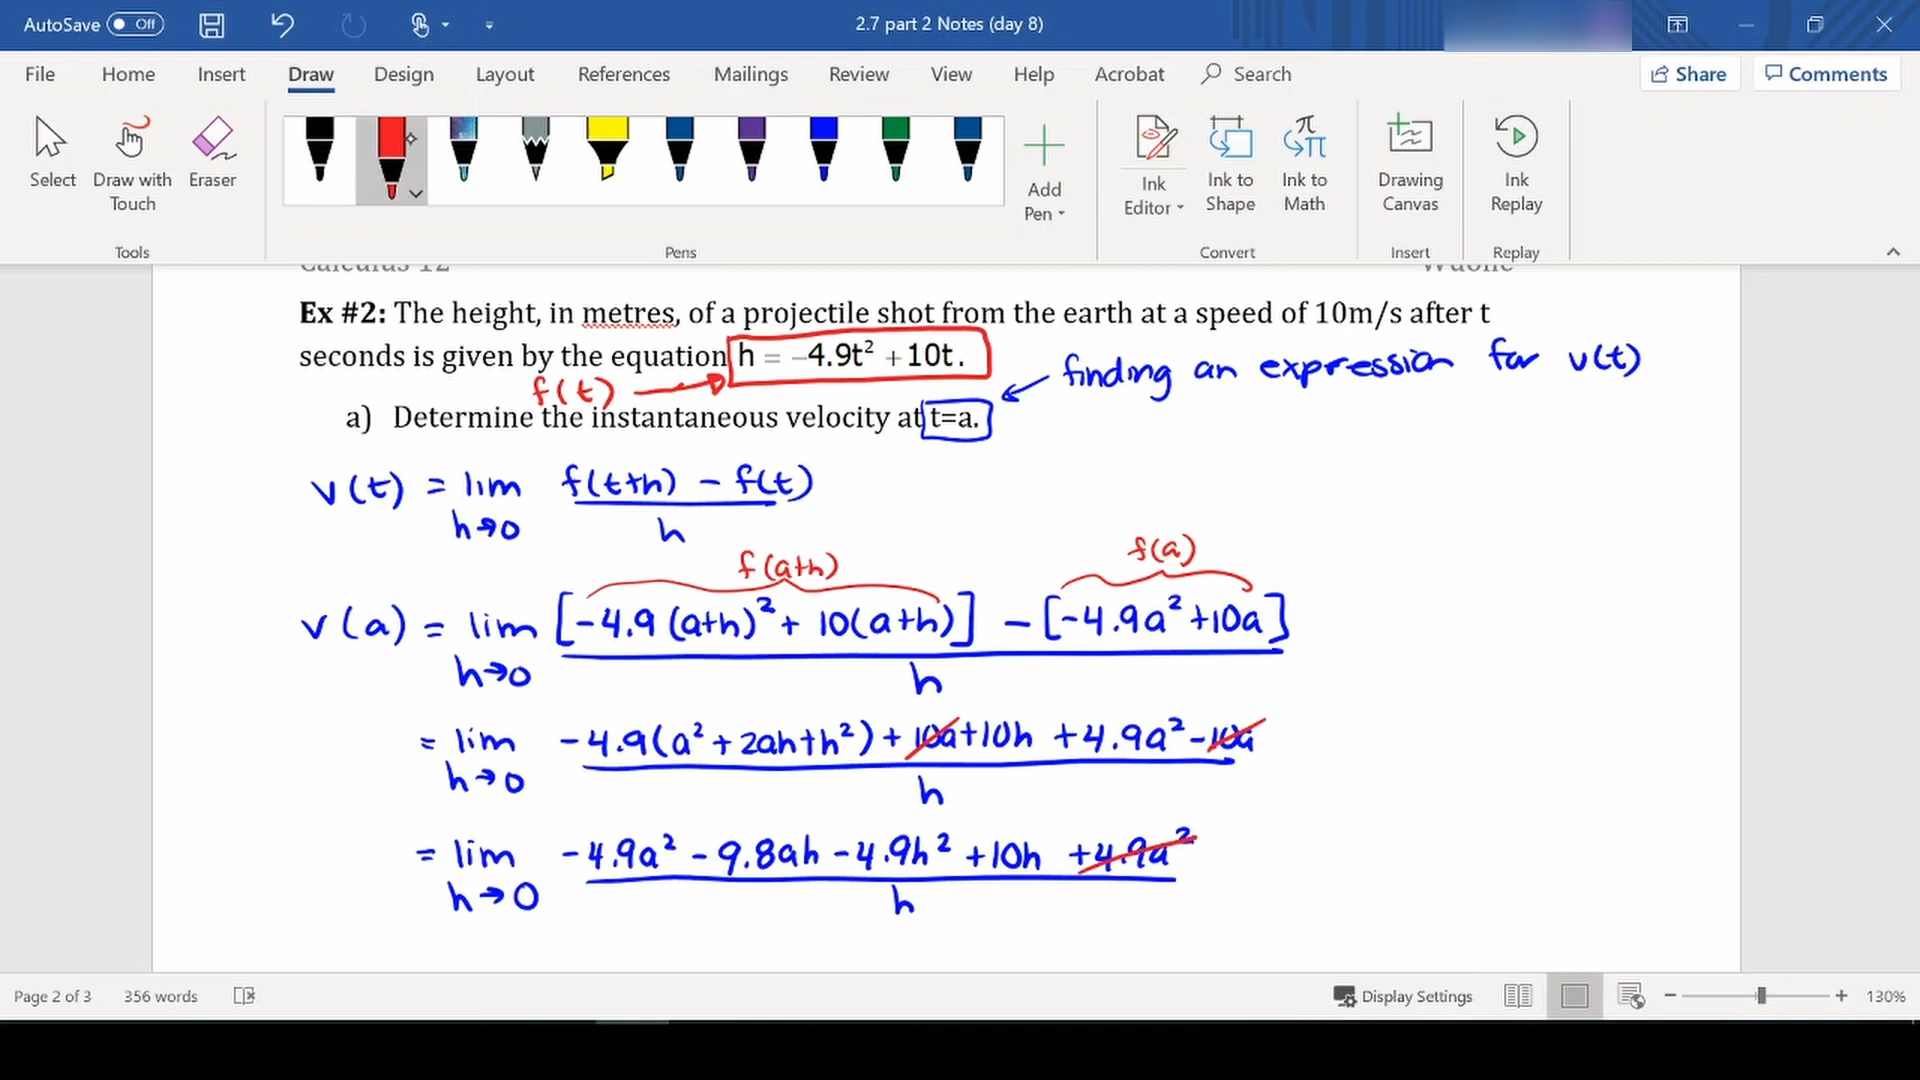 AutoSave Off 2.7 part 2 Notes (day 8)
File Home Insert Draw Design Layout References Mailings Review View Help Acrobat Search Share Comments
Select Draw with Touch Eraser
Add Pen
Ink Editor Ink to Shape Ink to Math Drawing Canvas Ink Replay
Tools Pens Convert Insert Replay
Calculus 12
Ex #2: The height, in metres, of a projectile shot from the earth at a speed of 10m/s after t
seconds is given by the equation h = -4.9t² + 10t.
f(t) → ← finding an expression for v(t)
a) Determine the instantaneous velocity at t=a.
v(t) = lim f(t+h) - f(t)
h→0 h
f(a+h) f(a)
v(a) = lim [-4.9(a+h)² + 10(a+h)] - [-4.9a²+10a]
h→0 h
= lim -4.9(a²+2ah+h²)+10a+10h+4.9a²-10a
h→0 h
= lim -4.9a²-9.8ah-4.9h²+10h+4.9a²
h→0 h
Page 2 of 3 356 words Display Settings 130%